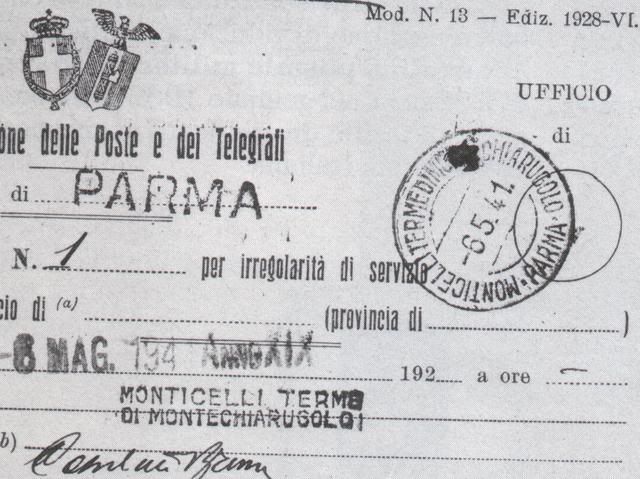 Mod. N. 13 — Ediz. 1928-VI.
UFFICIO
di
one delle Poste e dei Telegrafi
di PARMA
MONTICELLI TERME DI MONTECHIARUGOLO • PARMA •
-6.5.41.
N. 1 per irregolarità di servizio
cio di (a) (provincia di )
-6 MAG. 194 ANNO XIX
192 a ore —
MONTICELLI TERME
DI MONTECHIARUGOLO
b)